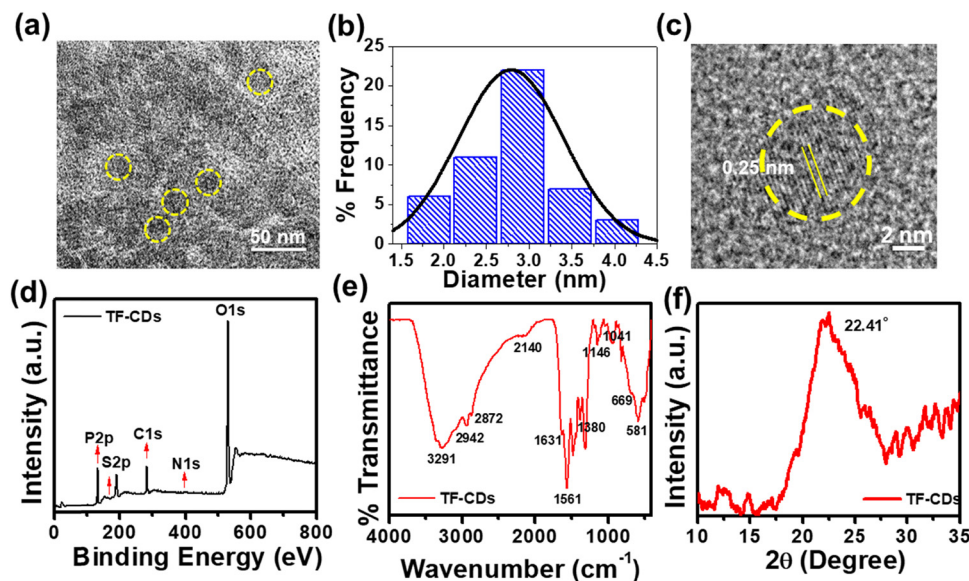 (a)
50 nm
(b)
% Frequency
25
20
15
10
5
0
1.5 2.0 2.5 3.0 3.5 4.0 4.5
Diameter (nm)
(c)
0.25 nm
2 nm
(d)
Intensity (a.u.)
TF-CDs
O1s
P2p
C1s
S2p
N1s
0 200 400 600 800
Binding Energy (eV)
(e)
% Transmittance
2140
1146
1041
2872
2942
3291
1631
1380
669
581
1561
TF-CDs
4000 3000 2000 1000
Wavenumber (cm⁻¹)
(f)
Intensity (a.u.)
22.41°
TF-CDs
10 15 20 25 30 35
2θ (Degree)